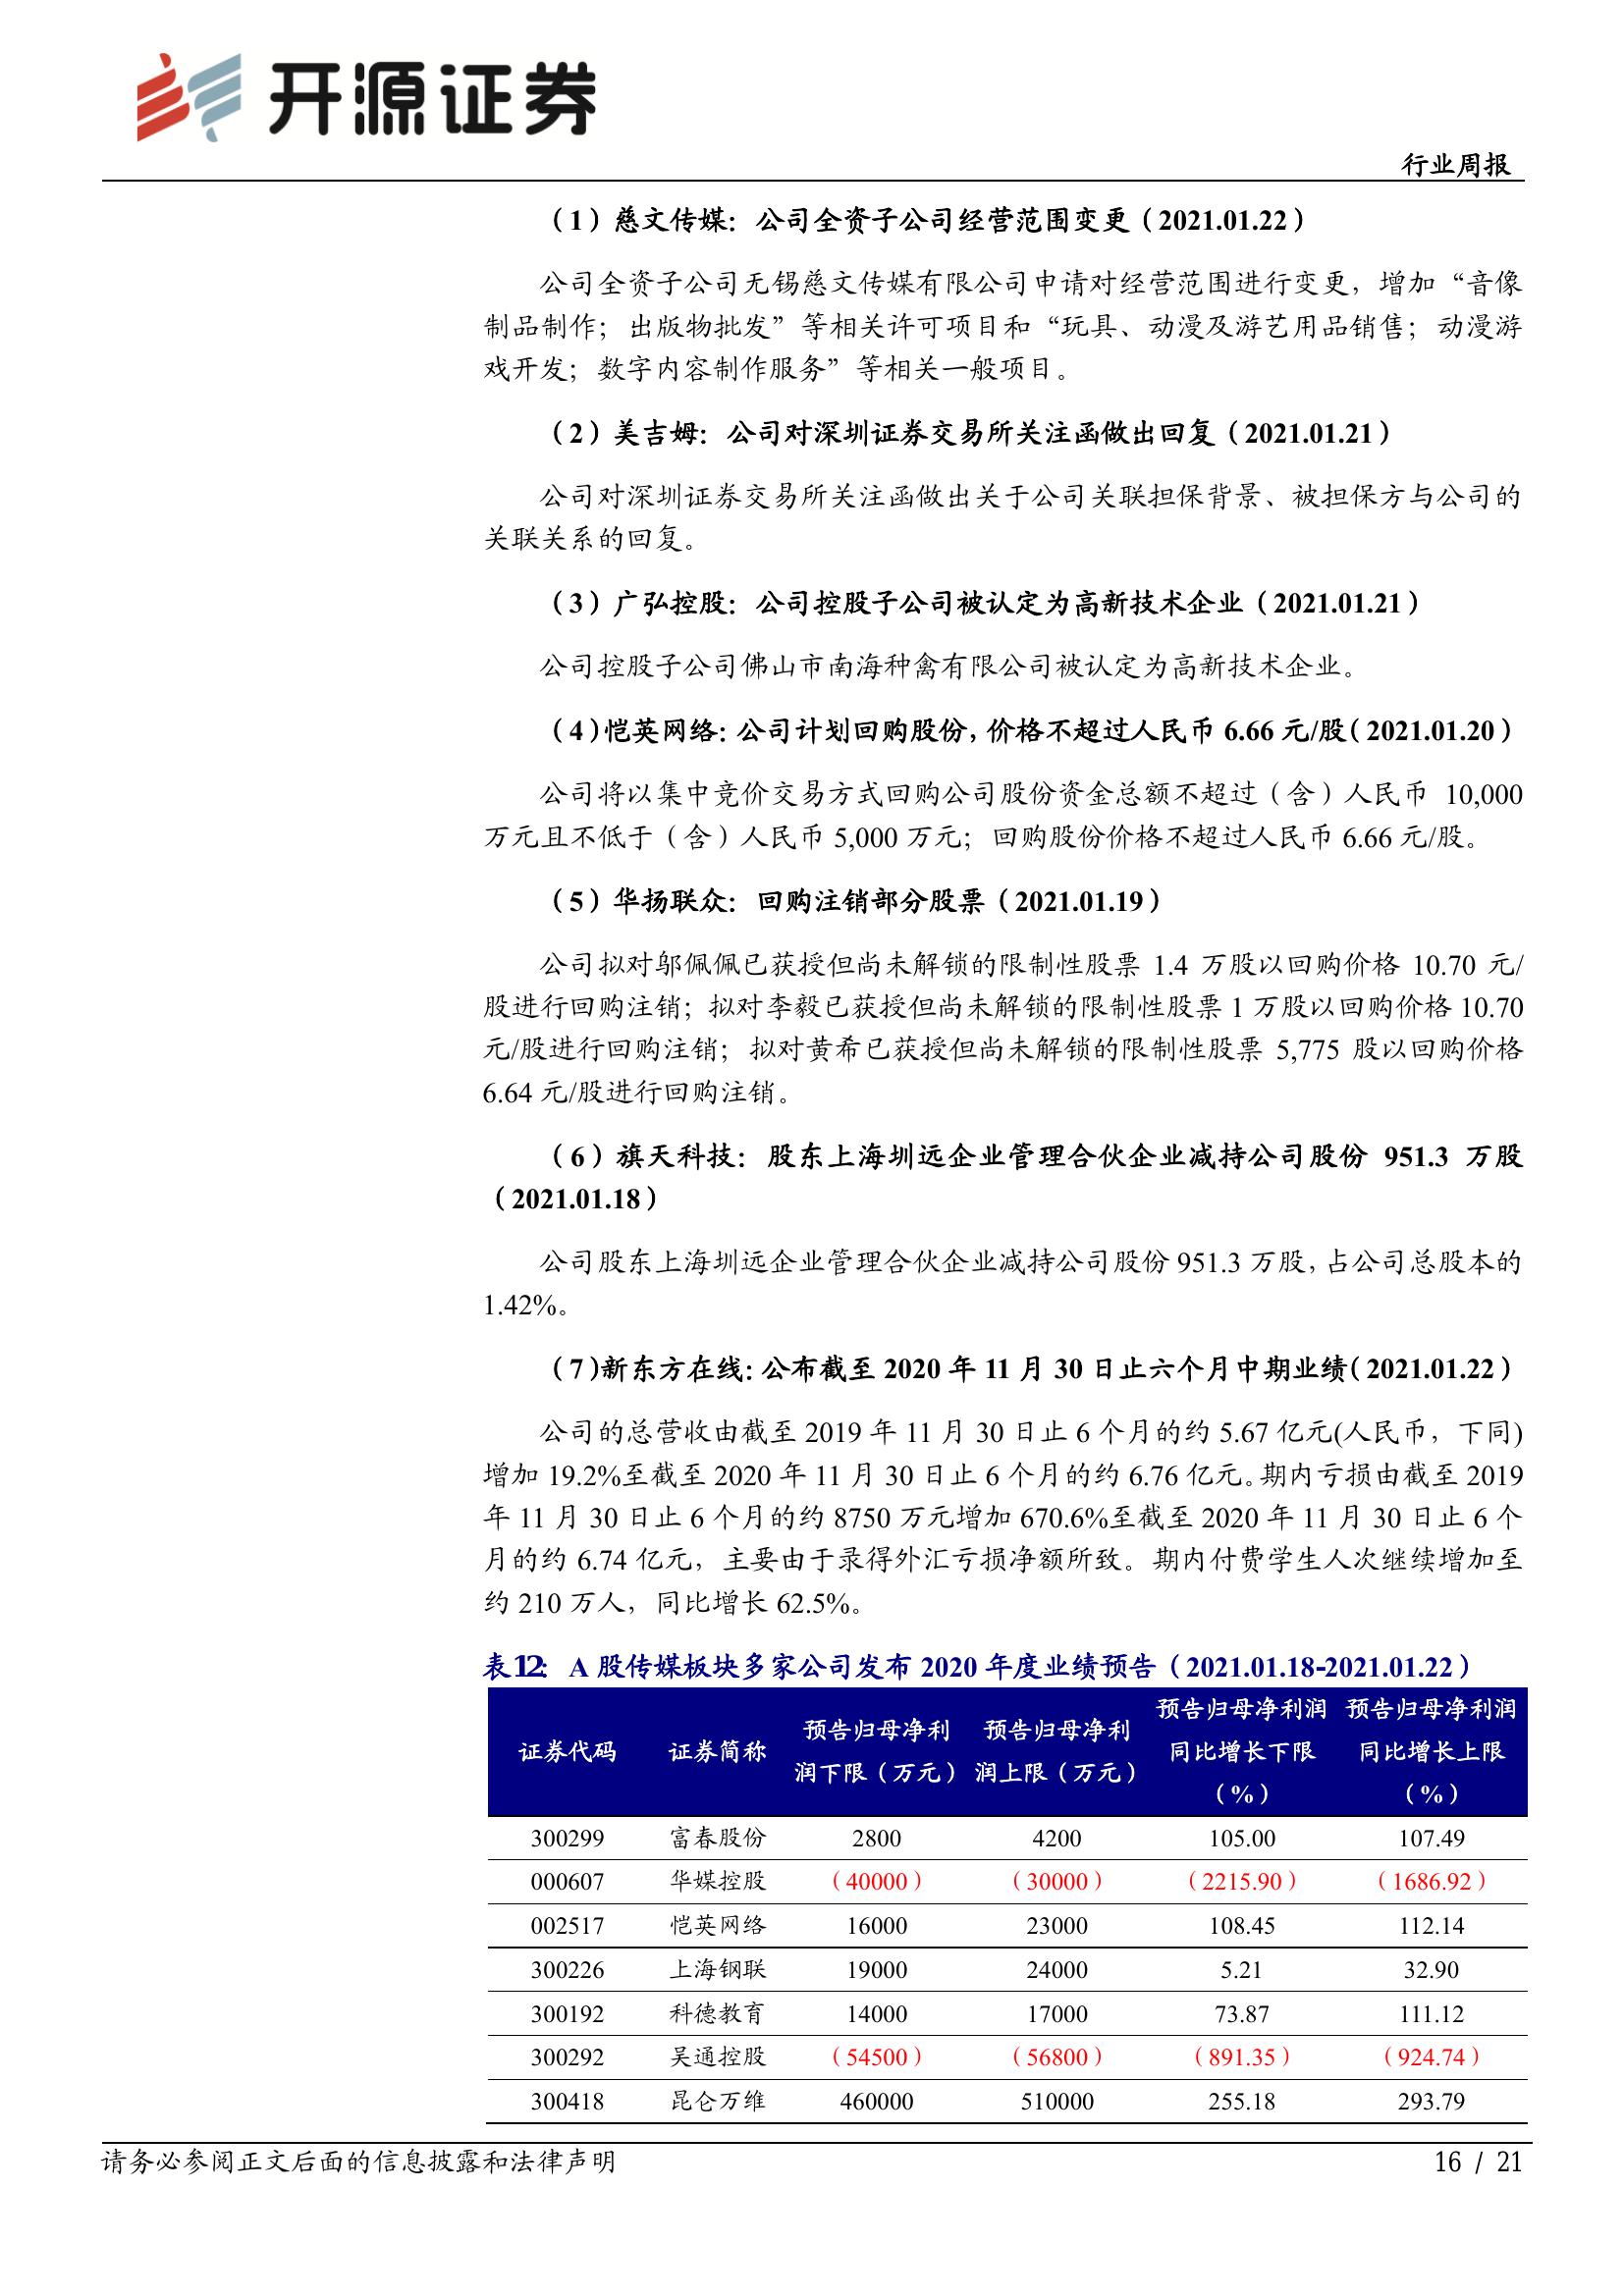 开源证券
行业周报
（1）慈文传媒：公司全资子公司经营范围变更（2021.01.22）
公司全资子公司无锡慈文传媒有限公司申请对经营范围进行变更，增加“音像
制品制作；出版物批发”等相关许可项目和“玩具、动漫及游艺用品销售；动漫游
戏开发；数字内容制作服务”等相关一般项目。
（2）美吉姆：公司对深圳证券交易所关注函做出回复（2021.01.21）
公司对深圳证券交易所关注函做出关于公司关联担保背景、被担保方与公司的
关联关系的回复。
（3）广弘控股：公司控股子公司被认定为高新技术企业（2021.01.21）
公司控股子公司佛山市南海种禽有限公司被认定为高新技术企业。
（4）恺英网络：公司计划回购股份，价格不超过人民币 6.66 元/股（2021.01.20）
公司将以集中竞价交易方式回购公司股份资金总额不超过（含）人民币 10,000
万元且不低于（含）人民币 5,000 万元；回购股份价格不超过人民币 6.66 元/股。
（5）华扬联众：回购注销部分股票（2021.01.19）
公司拟对邬佩佩已获授但尚未解锁的限制性股票 1.4 万股以回购价格 10.70 元/
股进行回购注销；拟对李毅已获授但尚未解锁的限制性股票 1 万股以回购价格 10.70
元/股进行回购注销；拟对黄希已获授但尚未解锁的限制性股票 5,775 股以回购价格
6.64 元/股进行回购注销。
（6）旗天科技：股东上海圳远企业管理合伙企业减持公司股份 951.3 万股
（2021.01.18）
公司股东上海圳远企业管理合伙企业减持公司股份 951.3 万股，占公司总股本的
1.42%。
（7）新东方在线：公布截至 2020 年 11 月 30 日止六个月中期业绩（2021.01.22）
公司的总营收由截至 2019 年 11 月 30 日止 6 个月的约 5.67 亿元(人民币，下同)
增加 19.2%至截至 2020 年 11 月 30 日止 6 个月的约 6.76 亿元。期内亏损由截至 2019
年 11 月 30 日止 6 个月的约 8750 万元增加 670.6%至截至 2020 年 11 月 30 日止 6 个
月的约 6.74 亿元，主要由于录得外汇亏损净额所致。期内付费学生人次继续增加至
约 210 万人，同比增长 62.5%。
表12：A 股传媒板块多家公司发布 2020 年度业绩预告（2021.01.18-2021.01.22）
证券代码 证券简称 预告归母净利润下限（万元） 预告归母净利润上限（万元） 预告归母净利润同比增长下限（%） 预告归母净利润同比增长上限（%）
300299 富春股份 2800 4200 105.00 107.49
000607 华媒控股 （40000） （30000） （2215.90） （1686.92）
002517 恺英网络 16000 23000 108.45 112.14
300226 上海钢联 19000 24000 5.21 32.90
300192 科德教育 14000 17000 73.87 111.12
300292 吴通控股 （54500） （56800） （891.35） （924.74）
300418 昆仑万维 460000 510000 255.18 293.79
请务必参阅正文后面的信息披露和法律声明
16 / 21